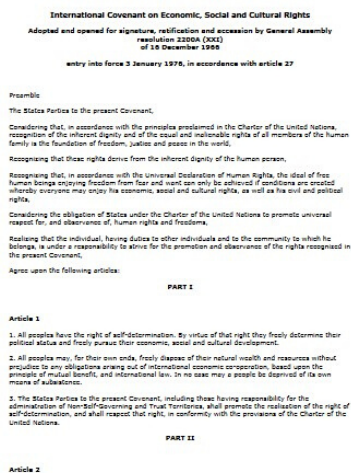 International Covenant on Economic, Social and Cultural Rights
Adopted and opened for signature, ratification and accession by General Assembly
resolution 2200A (XXI)
of 16 December 1966
entry into force 3 January 1976, in accordance with article 27
Preamble
The States Parties to the present Covenant,
Considering that, in accordance with the principles proclaimed in the Charter of the United Nations,
recognition of the inherent dignity and of the equal and inalienable rights of all members of the human
family is the foundation of freedom, justice and peace in the world,
Recognising that these rights derive from the inherent dignity of the human person,
Recognising that, in accordance with the Universal Declaration of Human Rights, the ideal of free
human beings enjoying freedom from fear and want can only be achieved if conditions are created
whereby everyone may enjoy his economic, social and cultural rights, as well as his civil and political
rights,
Considering the obligation of States under the Charter of the United Nations to promote universal
respect for, and observance of, human rights and freedoms,
Realising that the individual, having duties to other individuals and to the community to which he
belongs, is under a responsibility to strive for the promotion and observance of the rights recognised in
the present Covenant,
Agree upon the following articles:
PART I
Article 1
1. All peoples have the right of self-determination. By virtue of that right they freely determine their
political status and freely pursue their economic, social and cultural development.
2. All peoples may, for their own ends, freely dispose of their natural wealth and resources without
prejudice to any obligations arising out of international economic co-operation, based upon the
principle of mutual benefit, and international law. In no case may a people be deprived of its own
means of subsistence.
3. The States Parties to the present Covenant, including those having responsibility for the
administration of Non-Self-Governing and Trust Territories, shall promote the realisation of the right of
self-determination, and shall respect that right, in conformity with the provisions of the Charter of the
United Nations.
PART II
Article 2